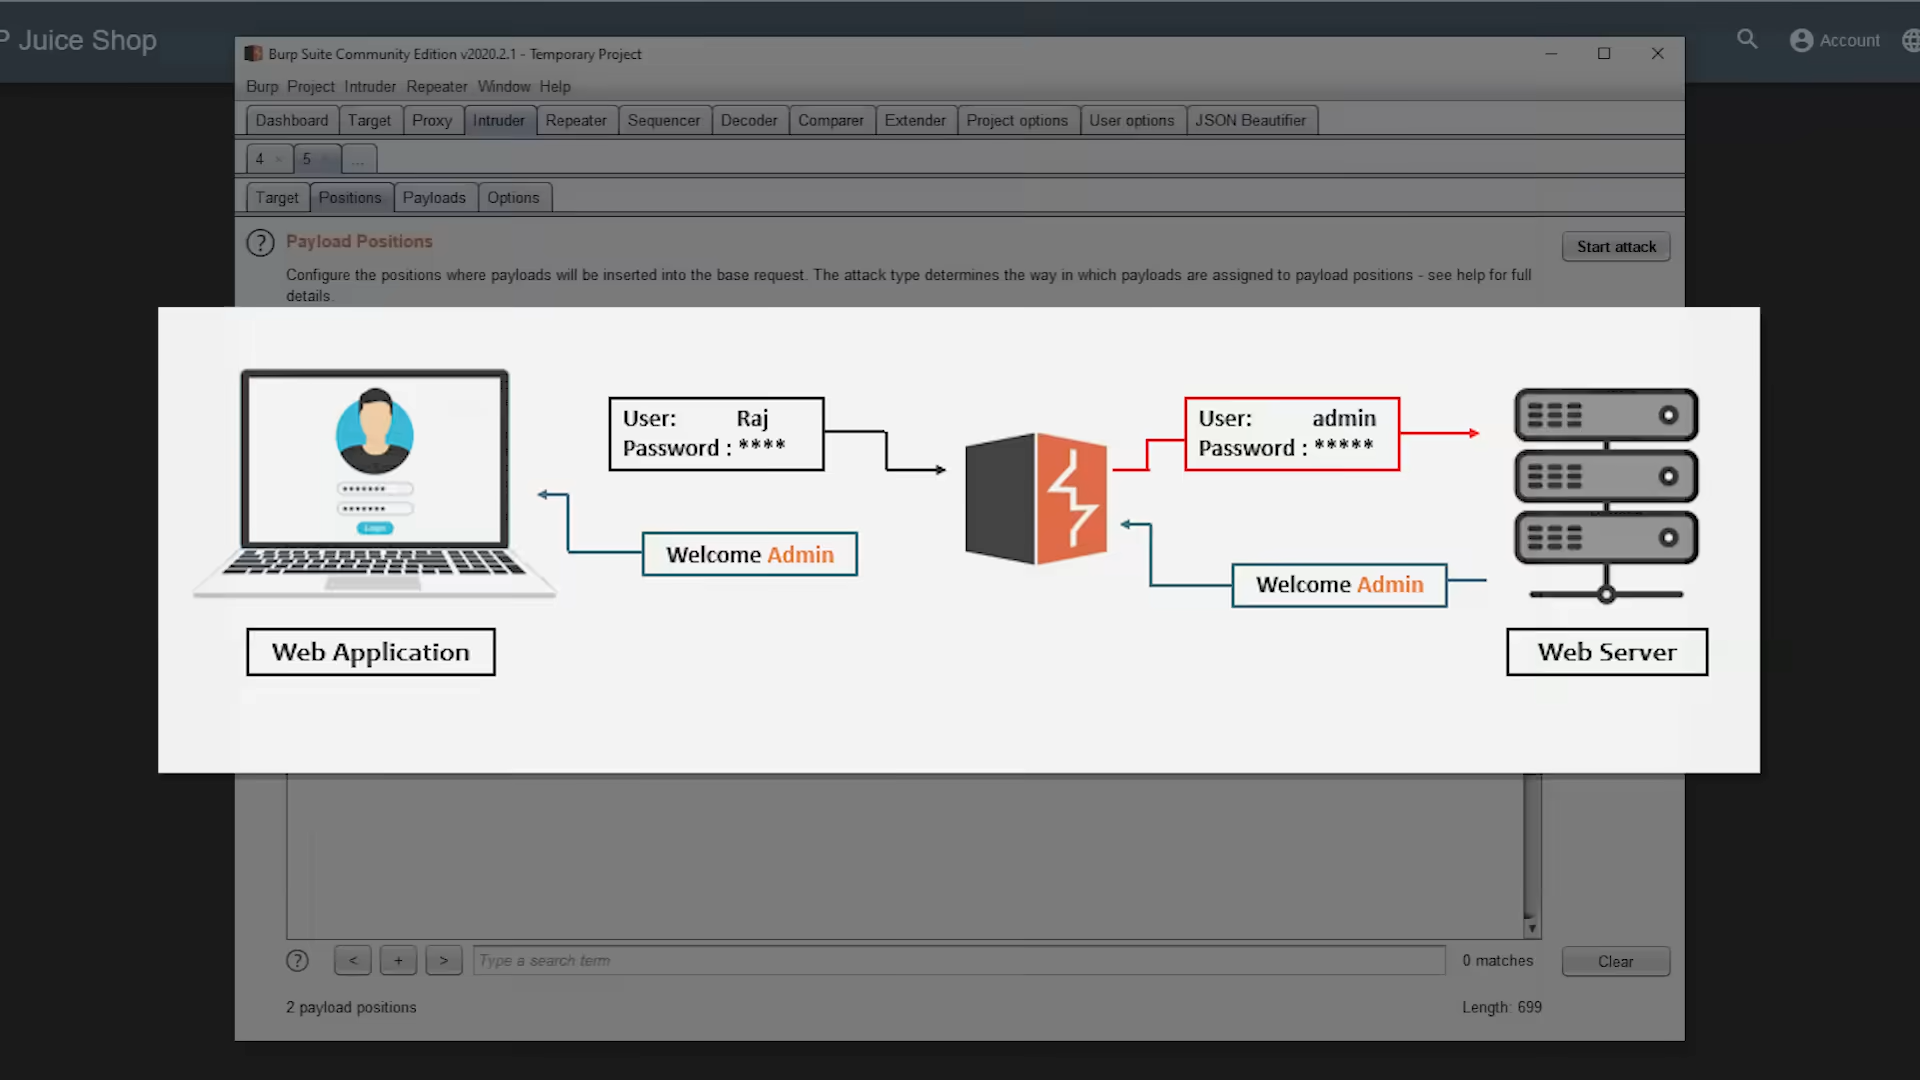 P Juice Shop
Account
Burp Suite Community Edition v2020.2.1 - Temporary Project
Burp Project Intruder Repeater Window Help
Dashboard Target Proxy Intruder Repeater Sequencer Decoder Comparer Extender Project options User options JSON Beautifier
4 × 5 × ...
Target Positions Payloads Options
? Payload Positions
Start attack
Configure the positions where payloads will be inserted into the base request. The attack type determines the way in which payloads are assigned to payload positions - see help for full
details.
User: Raj
Password : ****
User: admin
Password : *****
Login
Welcome Admin
Welcome Admin
Web Application
Web Server
? < + > Type a search term 0 matches Clear
2 payload positions Length: 699